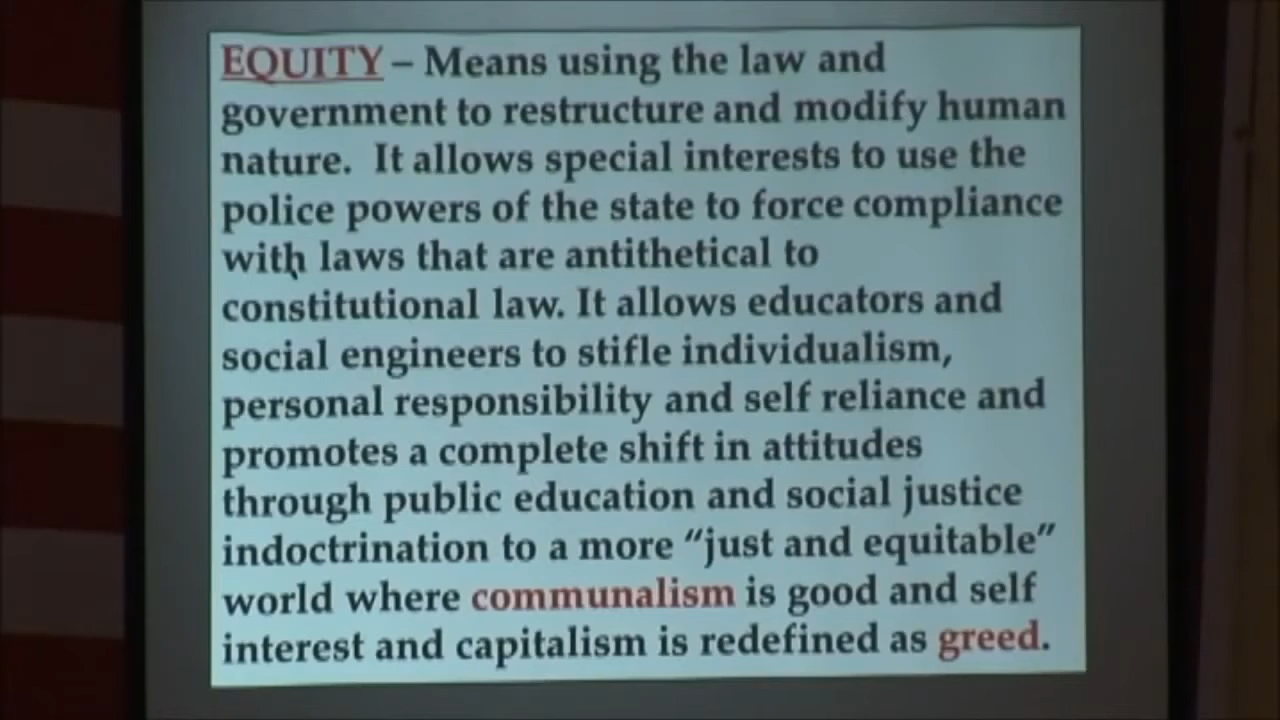 EQUITY – Means using the law and
government to restructure and modify human
nature. It allows special interests to use the
police powers of the state to force compliance
with laws that are antithetical to
constitutional law. It allows educators and
social engineers to stifle individualism,
personal responsibility and self reliance and
promotes a complete shift in attitudes
through public education and social justice
indoctrination to a more “just and equitable”
world where communalism is good and self
interest and capitalism is redefined as greed.